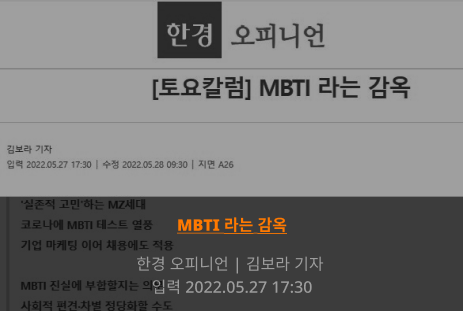 한경 오피니언
[토요칼럼] MBTI 라는 감옥
김보라 기자
입력 2022.05.27 17:30 | 수정 2022.05.28 09:30 | 지면 A26
'실존적 고민'하는 MZ세대
코로나에 MBTI 테스트 열풍
MBTI 라는 감옥
기업 마케팅 이어 채용에도 적용
한경 오피니언 | 김보라 기자
MBTI 진실에 부합할지는
입력 2022.05.27 17:30
사회적 편견·차별 정당화할 수도